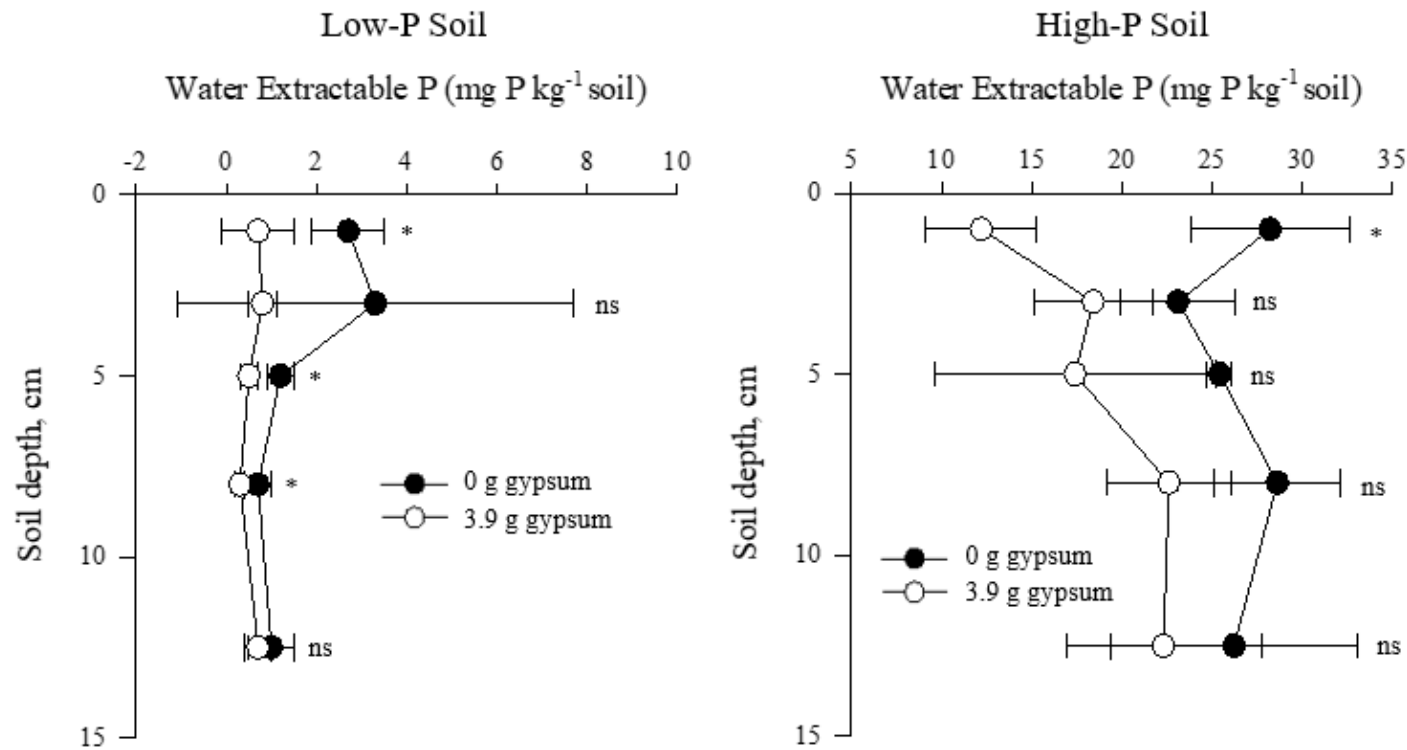 Low-P Soil
Water Extractable P (mg P kg⁻¹ soil)
-2 0 2 4 6 8 10
0
*
ns
5
*
*
0 g gypsum
3.9 g gypsum
Soil depth, cm
10
ns
15
High-P Soil
Water Extractable P (mg P kg⁻¹ soil)
5 10 15 20 25 30 35
0
*
ns
5
ns
ns
Soil depth, cm
10
0 g gypsum
3.9 g gypsum
ns
15